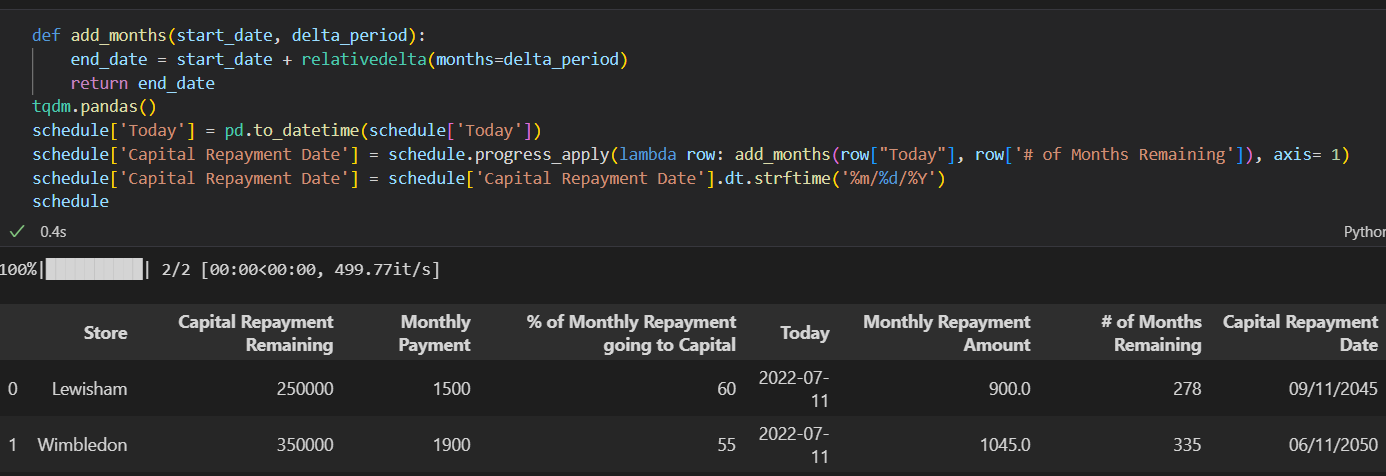 def add_months(start_date, delta_period):
    end_date = start_date + relativedelta(months=delta_period)
    return end_date
tqdm.pandas()
schedule['Today'] = pd.to_datetime(schedule['Today'])
schedule['Capital Repayment Date'] = schedule.progress_apply(lambda row: add_months(row["Today"], row['# of Months Remaining']), axis= 1)
schedule['Capital Repayment Date'] = schedule['Capital Repayment Date'].dt.strftime('%m/%d/%Y')
schedule
0.4s Python
100%|██████████| 2/2 [00:00<00:00, 499.77it/s]
Store Capital Repayment Remaining Monthly Payment % of Monthly Repayment going to Capital Today Monthly Repayment Amount # of Months Remaining Capital Repayment Date
0 Lewisham 250000 1500 60 2022-07-11 900.0 278 09/11/2045
1 Wimbledon 350000 1900 55 2022-07-11 1045.0 335 06/11/2050